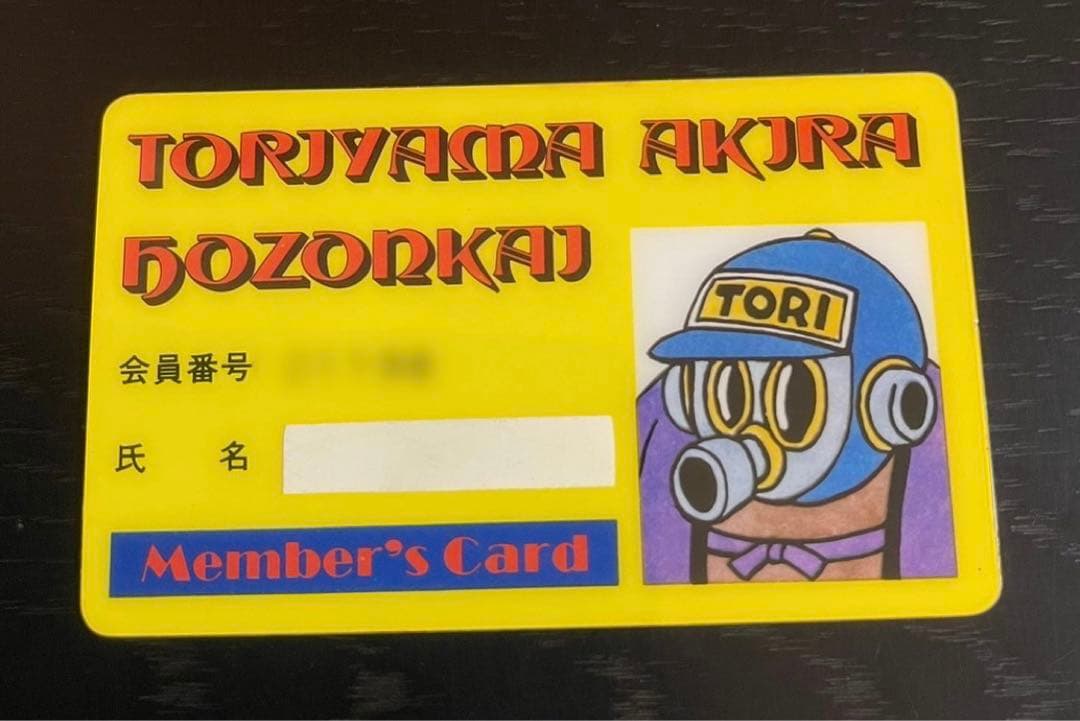 TORIYAMA AKIRA
HOZONKAI
TORI
会員番号
氏 名
Member's Card